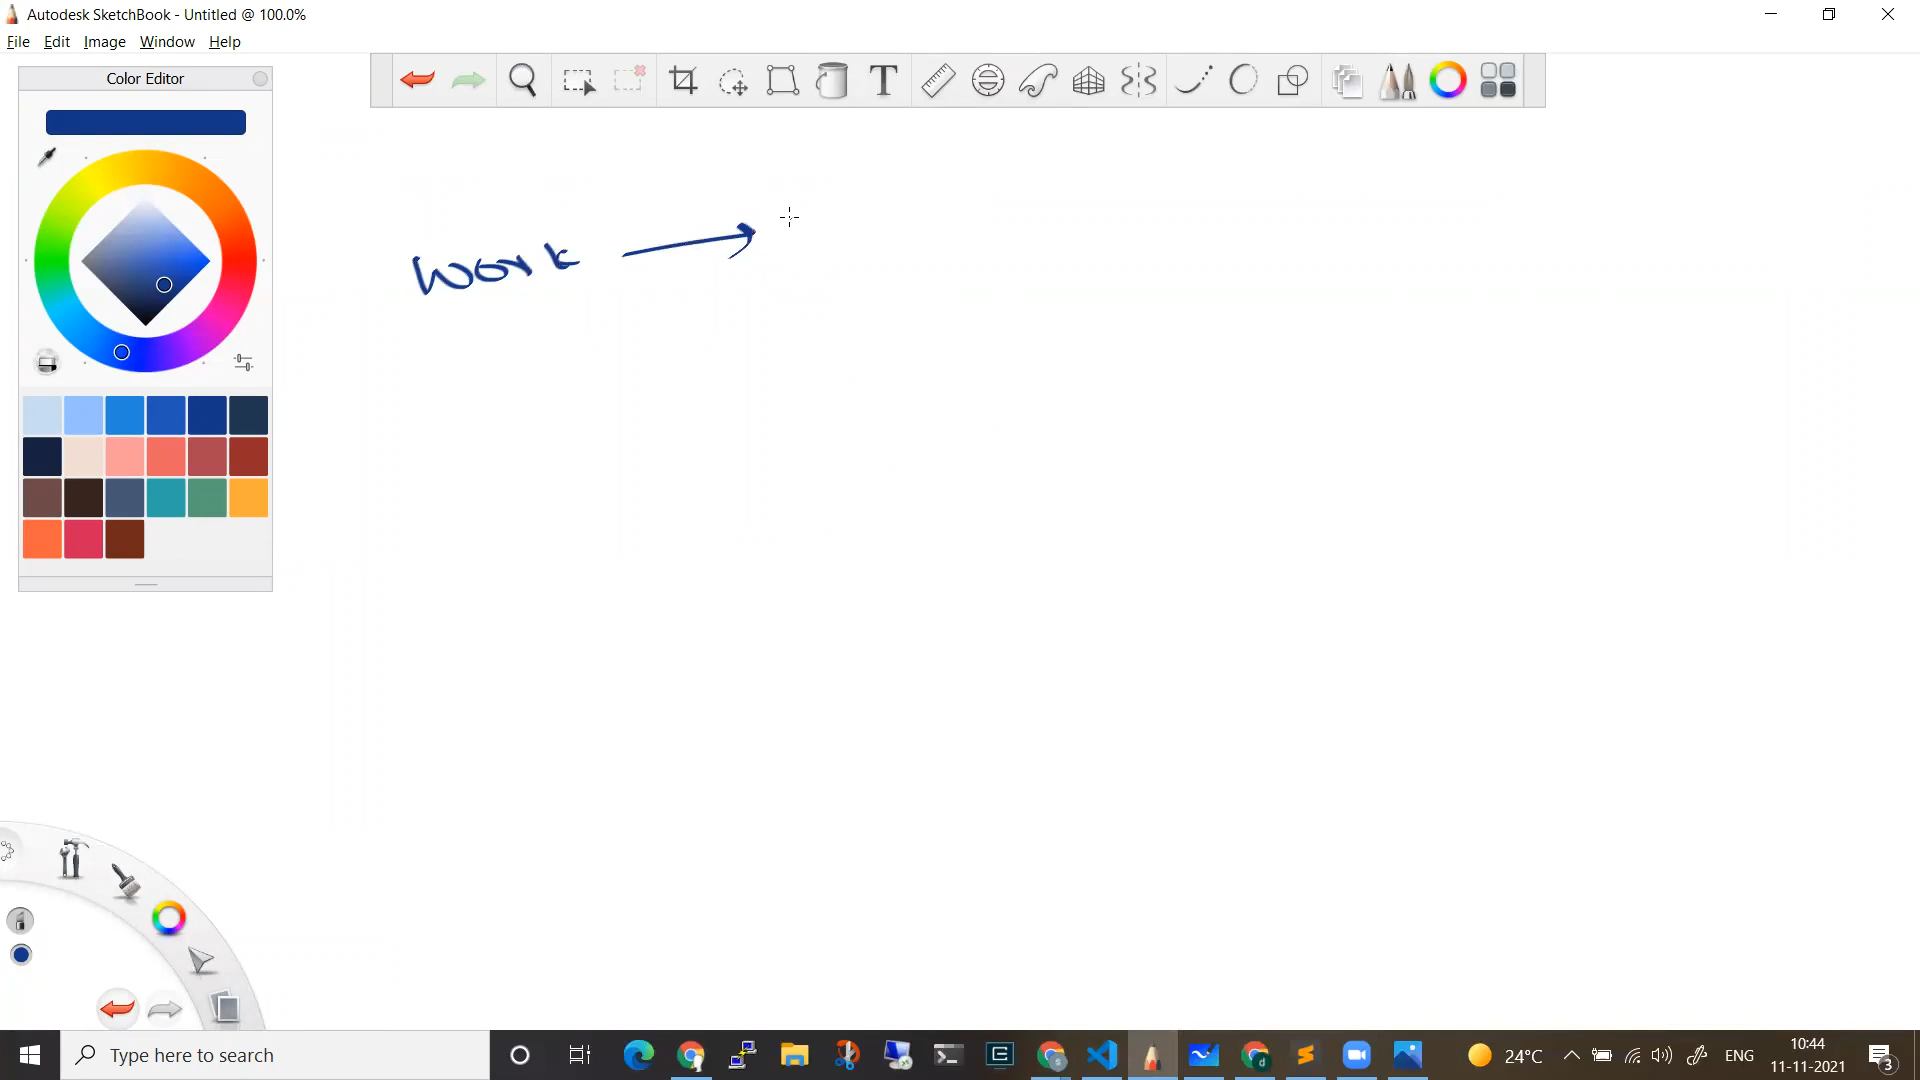 Autodesk SketchBook - Untitled @ 100.0%
File Edit Image Window Help
Color Editor
T
work
Type here to search
24°C
ENG
10:44
11-11-2021
3